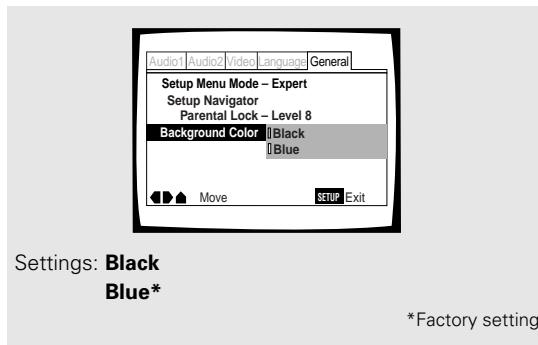 Audio1 Audio2 Video Language General
Setup Menu Mode – Expert
Setup Navigator
Parental Lock – Level 8
Background Color Black
Blue
Move SETUP Exit
Settings: Black
Blue*
*Factory setting